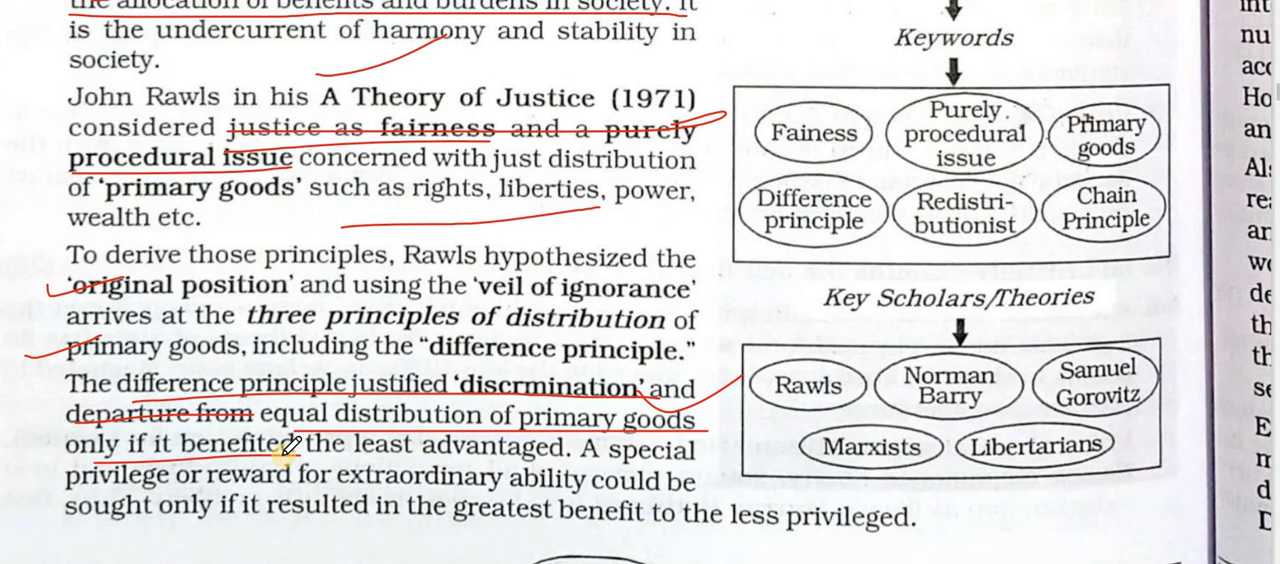 the allocation of benefits and burdens in society. It
is the undercurrent of harmony and stability in
society.
John Rawls in his A Theory of Justice (1971)
considered justice as fairness and a purely
procedural issue concerned with just distribution
of 'primary goods' such as rights, liberties, power,
wealth etc.
To derive those principles, Rawls hypothesized the
'original position' and using the 'veil of ignorance'
arrives at the three principles of distribution of
primary goods, including the "difference principle."
The difference principle justified 'discrmination' and
departure from equal distribution of primary goods
only if it benefited the least advantaged. A special
privilege or reward for extraordinary ability could be
sought only if it resulted in the greatest benefit to the less privileged.
Keywords
Fainess
Purely
procedural
issue
Primary
goods
Difference
principle
Redistri-
butionist
Chain
Principle
Key Scholars/Theories
Rawls
Norman
Barry
Samuel
Gorovitz
Marxists
Libertarians